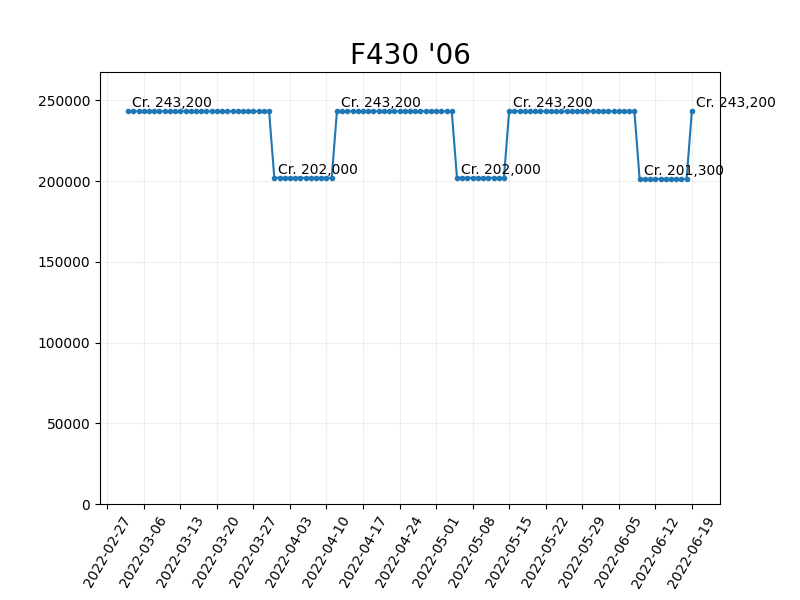 F430 '06
Cr. 243,200
Cr. 243,200
Cr. 243,200
Cr. 243,200
Cr. 202,000
Cr. 202,000
Cr. 201,300
250000
200000
150000
100000
50000
0
2022-02-27
2022-03-06
2022-03-13
2022-03-20
2022-03-27
2022-04-03
2022-04-10
2022-04-17
2022-04-24
2022-05-01
2022-05-08
2022-05-15
2022-05-22
2022-05-29
2022-06-05
2022-06-12
2022-06-19